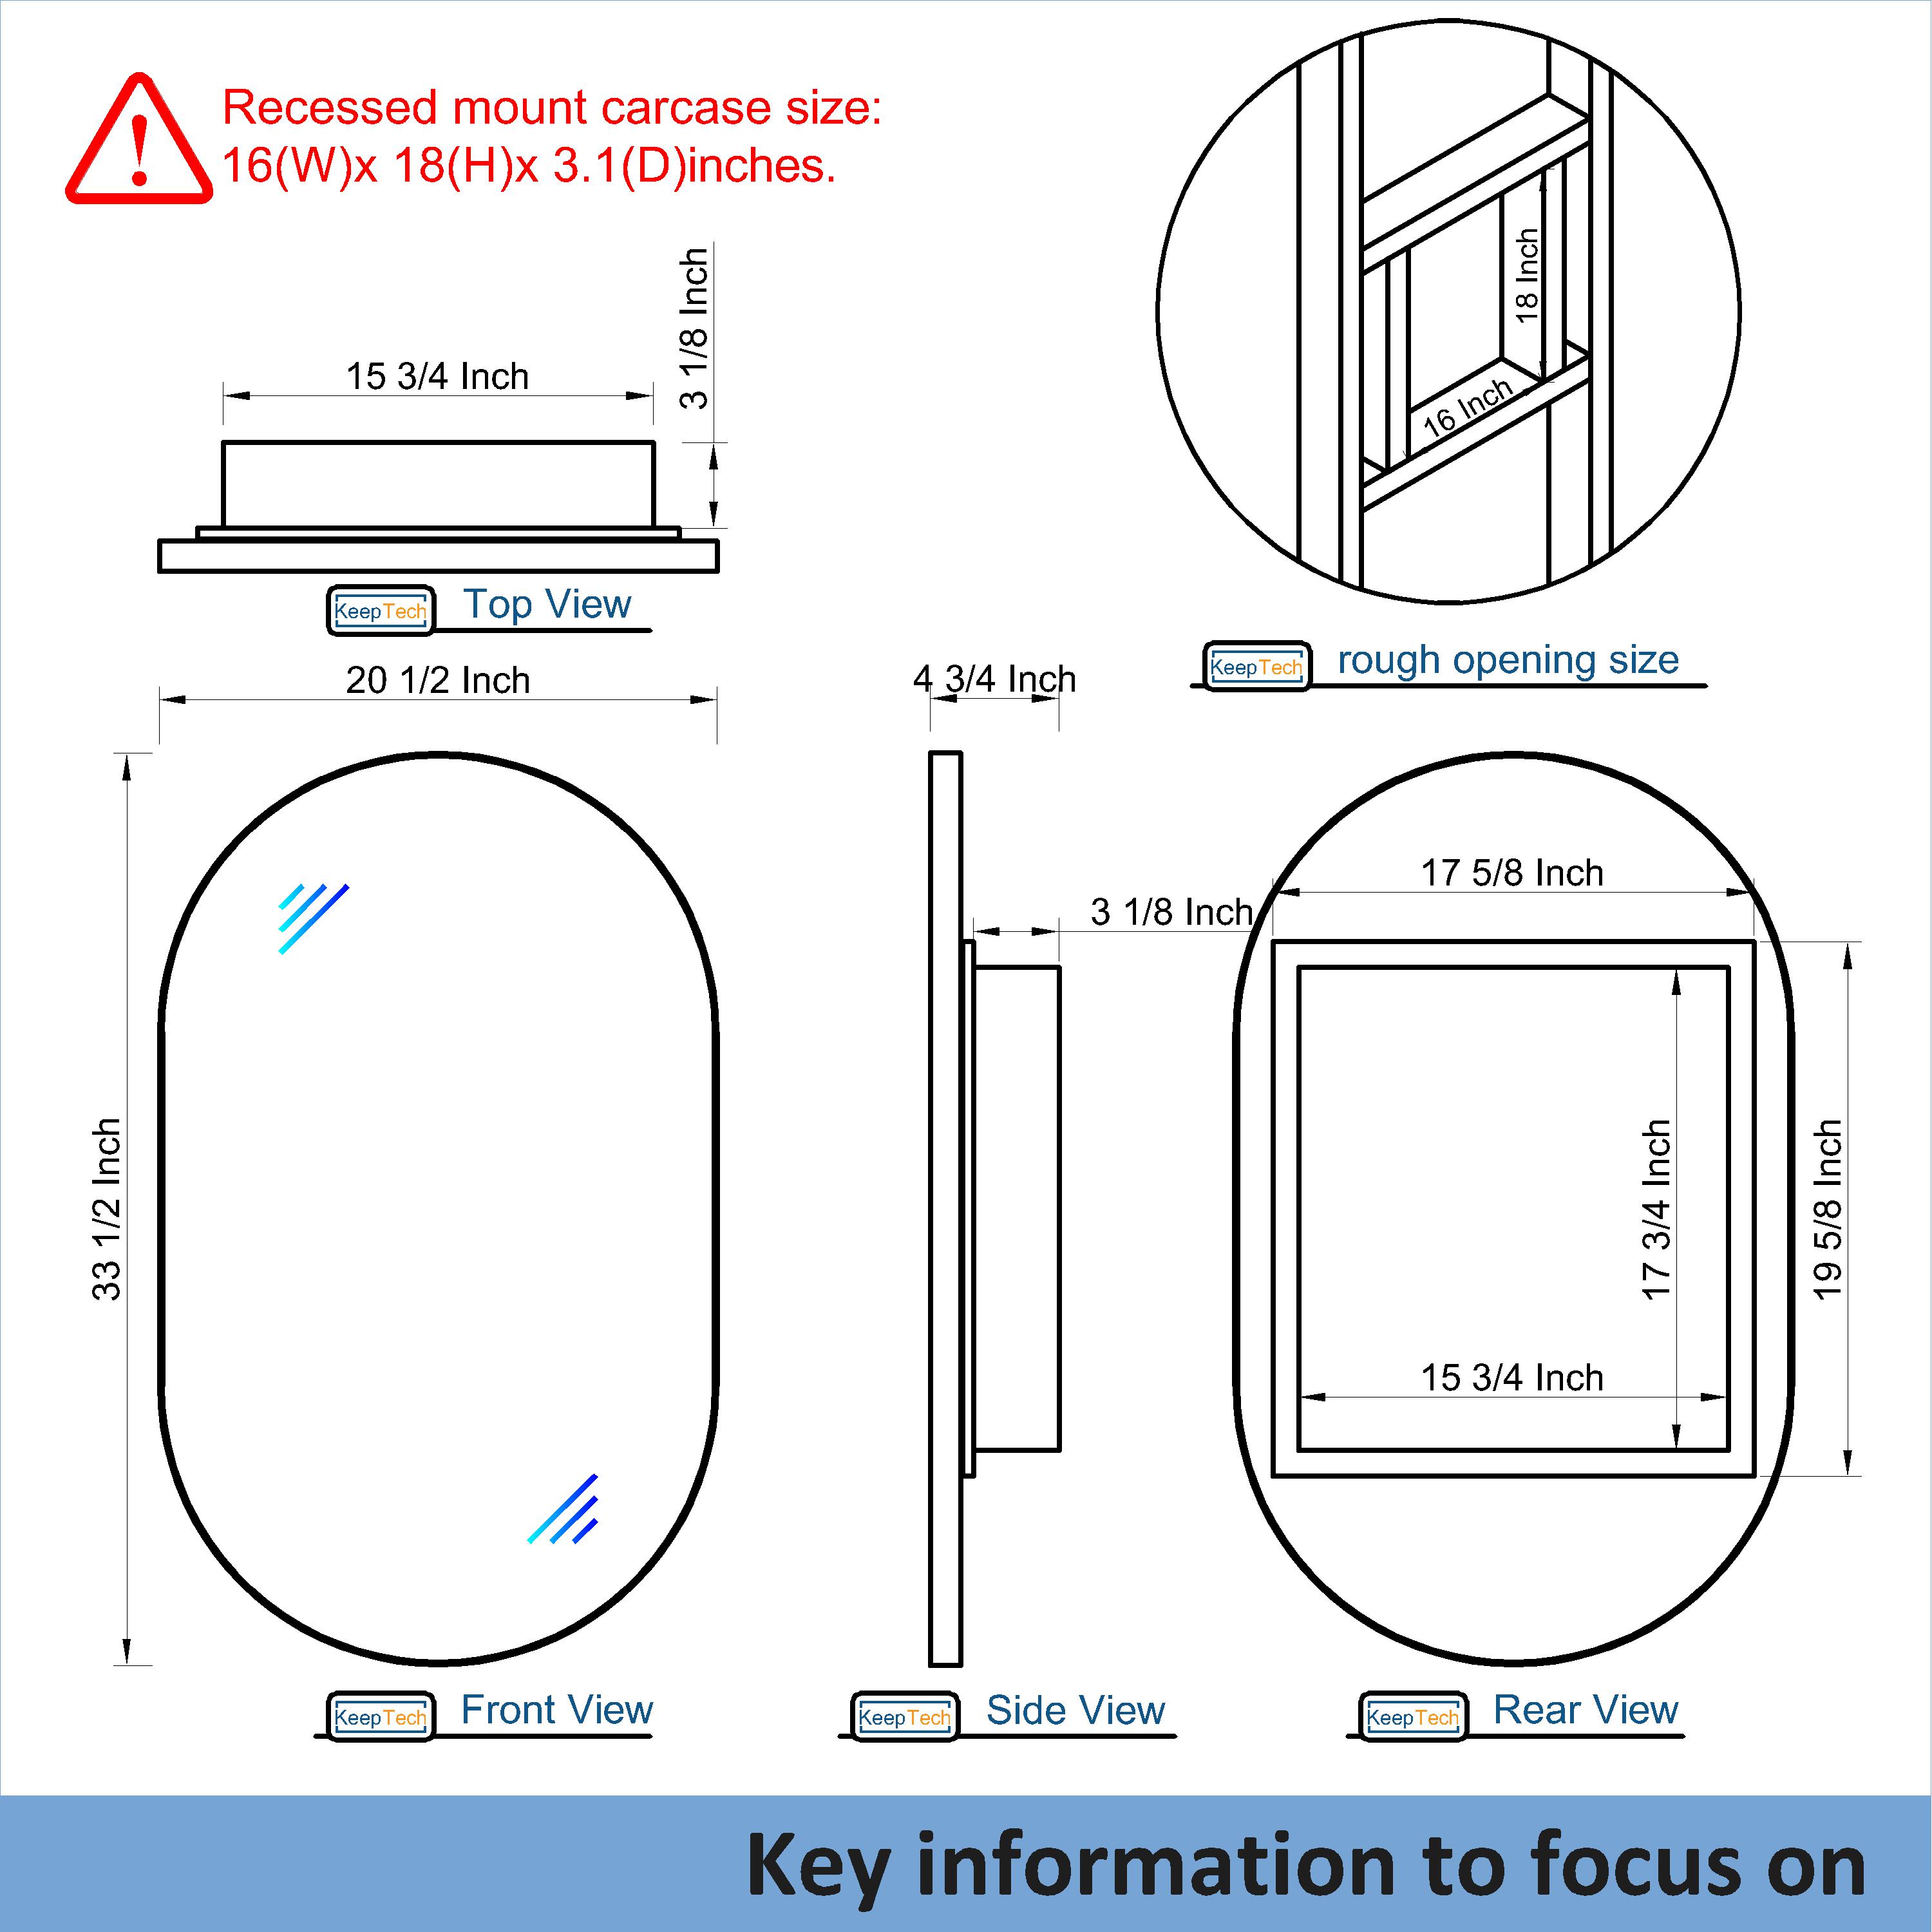 Recessed mount carcase size:
16(W)x 18(H)x 3.1(D)inches.
15 3/4 Inch
3 1/8 Inch
KeepTech
Top View
18 Inch
16 Inch
KeepTech
rough opening size
20 1/2 Inch
33 1/2 Inch
KeepTech
Front View
4 3/4 Inch
3 1/8 Inch
KeepTech
Side View
17 5/8 Inch
17 3/4 Inch
19 5/8 Inch
15 3/4 Inch
KeepTech
Rear View
Key information to focus on